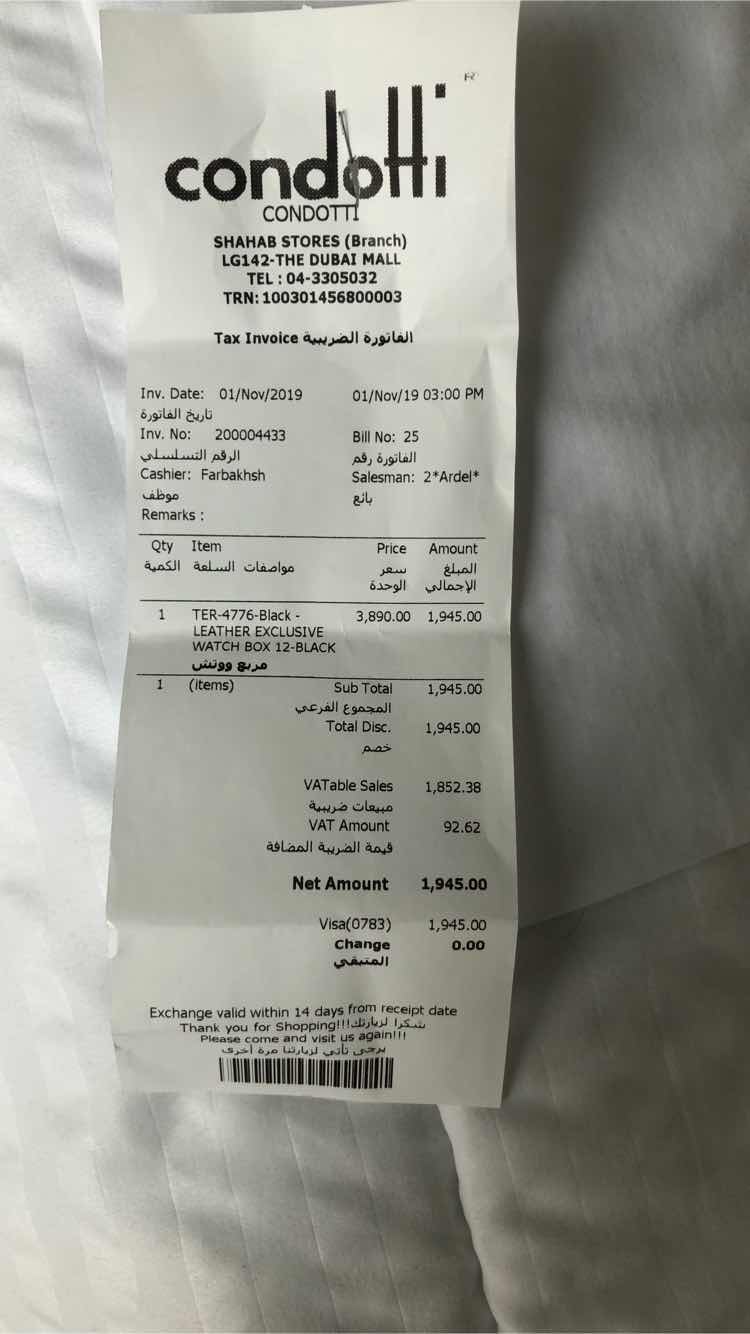 R
condotti
CONDOTTI
SHAHAB STORES (Branch)
LG142-THE DUBAI MALL
TEL : 04-3305032
TRN: 100301456800003
Tax Invoice الفاتورة الضريبية
Inv. Date: 01/Nov/2019 01/Nov/19 03:00 PM
تاريخ الفاتورة
Inv. No: 200004433 Bill No: 25
الرقم التسلسلي الفاتورة رقم
Cashier: Farbakhsh Salesman: 2*Ardel*
موظف بائع
Remarks :
Qty Item Price Amount
الكمية مواصفات السلعة سعر المبلغ
الوحدة الإجمالي
1 TER-4776-Black - 3,890.00 1,945.00
LEATHER EXCLUSIVE
WATCH BOX 12-BLACK
مربع ووتش
1 (items) Sub Total 1,945.00
المجموع الفرعي
Total Disc. 1,945.00
خصم
VATable Sales 1,852.38
مبيعات ضريبية
VAT Amount 92.62
قيمة الضريبة المضافة
Net Amount 1,945.00
Visa(0783) 1,945.00
Change 0.00
المتبقي
Exchange valid within 14 days from receipt date
Thank you for Shopping!!!شكرا لزيارتك
Please come and visit us again!!!
يرجى تأتي لزيارتنا مرة أخرى